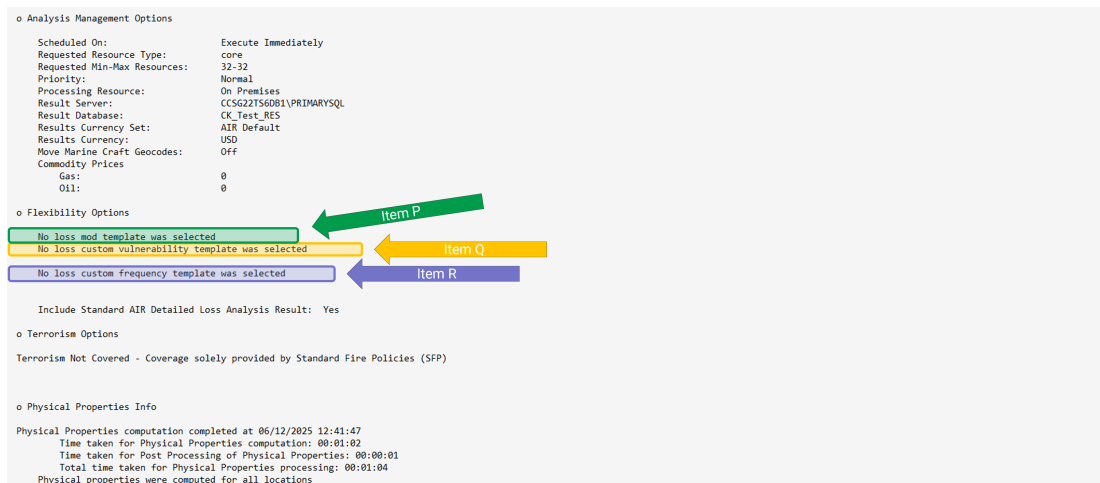 o Analysis Management Options
Scheduled On: Execute Immediately
Requested Resource Type: core
Requested Min-Max Resources: 32-32
Priority: Normal
Processing Resource: On Premises
Result Server: CCSG22TS6DB1\PRIMARYSQL
Result Database: CK_Test_RES
Results Currency Set: AIR Default
Results Currency: USD
Move Marine Craft Geocodes: Off
Commodity Prices
Gas: 0
Oil: 0
o Flexibility Options
Item P
No loss mod template was selected
No loss custom vulnerability template was selected
Item Q
No loss custom frequency template was selected
Item R
Include Standard AIR Detailed Loss Analysis Result: Yes
o Terrorism Options
Terrorism Not Covered - Coverage solely provided by Standard Fire Policies (SFP)
o Physical Properties Info
Physical Properties computation completed at 06/12/2025 12:41:47
Time taken for Physical Properties computation: 00:01:02
Time taken for Post Processing of Physical Properties: 00:00:01
Total time taken for Physical Properties processing: 00:01:04
Physical properties were computed for all locations